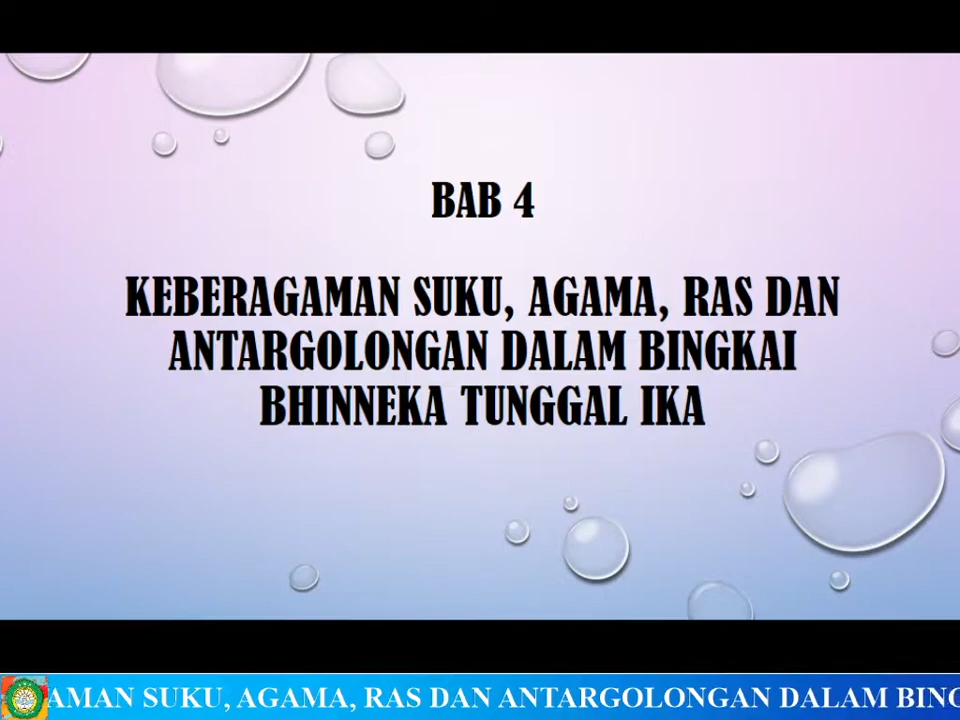 BAB 4
KEBERAGAMAN SUKU, AGAMA, RAS DAN
ANTARGOLONGAN DALAM BINGKAI
BHINNEKA TUNGGAL IKA
AMAN SUKU, AGAMA, RAS DAN ANTARGOLONGAN DALAM BING